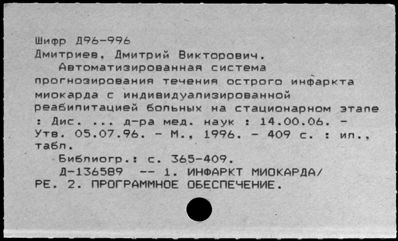 Шифр Д96-996
Дмитриев, Дмитрий Викторович.
Автоматизированная система
прогнозирования течения острого инфаркта
миокарда с индивидуализированной
реабилитацией больных на стационарном этапе
: Дис. ... д-ра мед. наук : 14.00.06. -
Утв. 05.07.96. - М., 1996. - 409 с. : ил.,
табл.
Библиогр.: с. 365-409.
Д-136589 -- 1. ИНФАРКТ МИОКАРДА/
РЕ. 2. ПРОГРАММНОЕ ОБЕСПЕЧЕНИЕ.